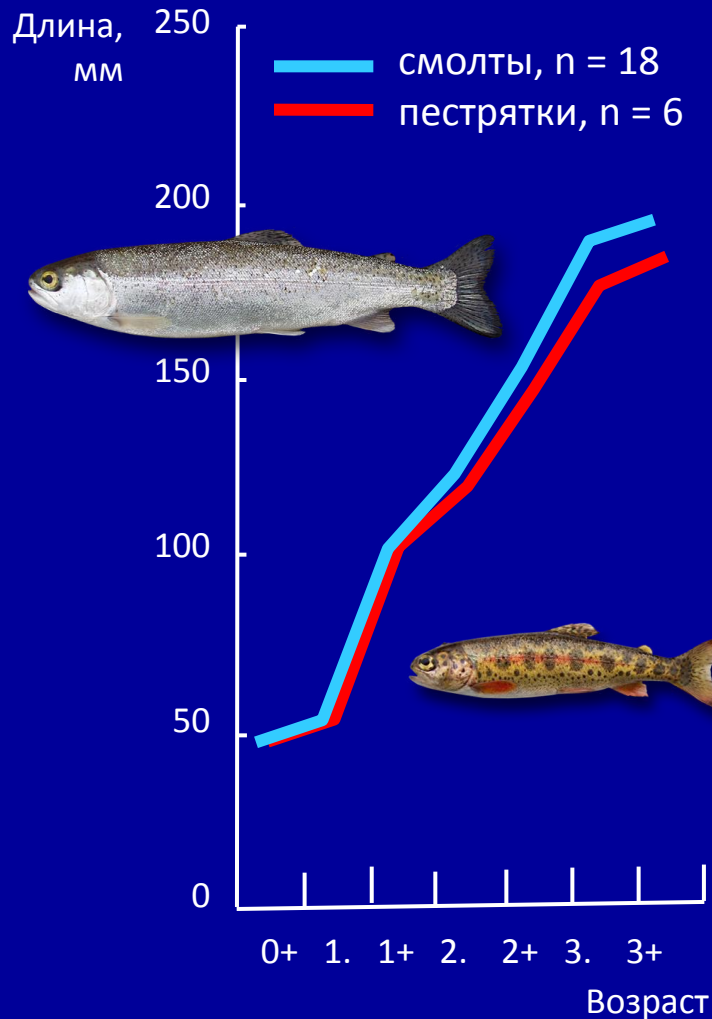 Длина,
мм
250
смолты, n = 18
пестрятки, n = 6
200
150
100
50
0
0+ 1. 1+ 2. 2+ 3. 3+
Возраст